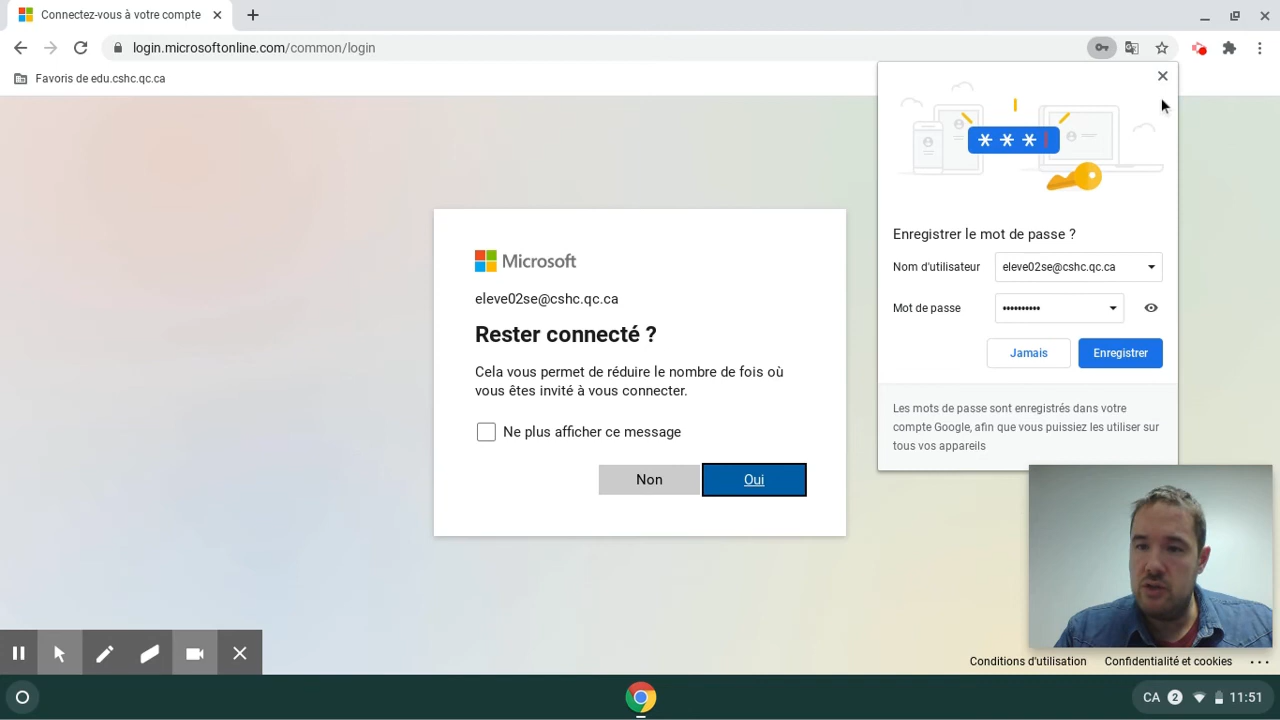 Connectez-vous à votre compte
login.microsoftonline.com/common/login
Favoris de edu.cshc.qc.ca
Microsoft
eleve02se@cshc.qc.ca
Rester connecté ?
Cela vous permet de réduire le nombre de fois où
vous êtes invité à vous connecter.
Ne plus afficher ce message
Non
Oui
* * *
Enregistrer le mot de passe ?
Nom d'utilisateur
eleve02se@cshc.qc.ca
Mot de passe
••••••••••
Jamais
Enregistrer
Les mots de passe sont enregistrés dans votre
compte Google, afin que vous puissiez les utiliser sur
tous vos appareils
Conditions d'utilisation
Confidentialité et cookies
CA 2 11:51